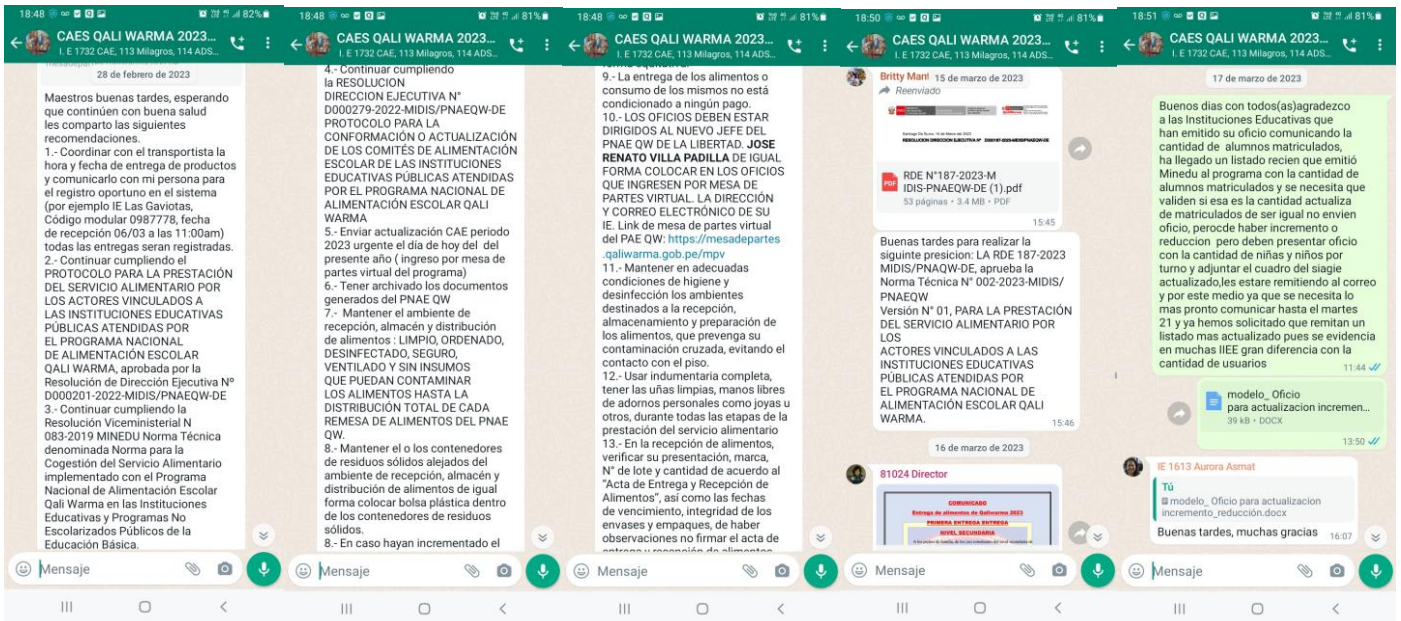 18:48 82%
CAES QALI WARMA 2023...
I. E 1732 CAE, 113 Milagros, 114 ADS...
28 de febrero de 2023
Maestros buenas tardes, esperando
que continúen con buena salud
les comparto las siguientes
recomendaciones.
1.- Coordinar con el transportista la
hora y fecha de entrega de productos
y comunicarlo con mi persona para
el registro oportuno en el sistema
(por ejemplo IE Las Gaviotas,
Código modular 0987778, fecha
de recepción 06/03 a las 11:00am)
todas las entregas seran registradas.
2.- Continuar cumpliendo el
PROTOCOLO PARA LA PRESTACIÓN
DEL SERVICIO ALIMENTARIO POR
LOS ACTORES VINCULADOS A
LAS INSTITUCIONES EDUCATIVAS
PÚBLICAS ATENDIDAS POR
EL PROGRAMA NACIONAL
DE ALIMENTACIÓN ESCOLAR
QALI WARMA, aprobada por la
Resolución de Dirección Ejecutiva Nº
D000201-2022-MIDIS/PNAEQW-DE
3.- Continuar cumpliendo la
Resolución Viceministerial N
083-2019 MINEDU Norma Técnica
denominada Norma para la
Cogestión del Servicio Alimentario
implementado con el Programa
Nacional de Alimentación Escolar
Qali Warma en las Instituciones
Educativas y Programas No
Escolarizados Públicos de la
Educación Básica.
Mensaje
18:48 81%
CAES QALI WARMA 2023...
I. E 1732 CAE, 113 Milagros, 114 ADS...
4.- Continuar cumpliendo
la RESOLUCION
DIRECCION EJECUTIVA N°
D000279-2022-MIDIS/PNAEQW-DE
PROTOCOLO PARA LA
CONFORMACIÓN O ACTUALIZACIÓN
DE LOS COMITÉS DE ALIMENTACIÓN
ESCOLAR DE LAS INSTITUCIONES
EDUCATIVAS PÚBLICAS ATENDIDAS
POR EL PROGRAMA NACIONAL DE
ALIMENTACIÓN ESCOLAR QALI
WARMA
5.- Enviar actualización CAE periodo
2023 urgente el día de hoy del del
presente año ( ingreso por mesa de
partes virtual del programa)
6.- Tener archivado los documentos
generados del PNAE QW
7.- Mantener el ambiente de
recepción, almacén y distribución
de alimentos : LIMPIO, ORDENADO,
DESINFECTADO, SEGURO,
VENTILADO Y SIN INSUMOS
QUE PUEDAN CONTAMINAR
LOS ALIMENTOS HASTA LA
DISTRIBUCIÓN TOTAL DE CADA
REMESA DE ALIMENTOS DEL PNAE
QW.
8.- Mantener el o los contenedores
de residuos sólidos alejados del
ambiente de recepción, almacén y
distribución de alimentos de igual
forma colocar bolsa plástica dentro
de los contenedores de residuos
sólidos.
8.- En caso hayan incrementado el
Mensaje
18:48 81%
CAES QALI WARMA 2023...
I. E 1732 CAE, 113 Milagros, 114 ADS...
9.- La entrega de los alimentos o
consumo de los mismos no está
condicionado a ningún pago.
10.- LOS OFICIOS DEBEN ESTAR
DIRIGIDOS AL NUEVO JEFE DEL
PNAE QW DE LA LIBERTAD. JOSE
RENATO VILLA PADILLA DE IGUAL
FORMA COLOCAR EN LOS OFICIOS
QUE INGRESEN POR MESA DE
PARTES VIRTUAL. LA DIRECCIÓN
Y CORREO ELECTRÓNICO DE SU
IE. Link de mesa de partes virtual
del PAE QW: https://mesadepartes
.qaliwarma.gob.pe/mpv
11.- Mantener en adecuadas
condiciones de higiene y
desinfección los ambientes
destinados a la recepción,
almacenamiento y preparación de
los alimentos, que prevenga su
contaminación cruzada, evitando el
contacto con el piso.
12.- Usar indumentaria completa,
tener las uñas limpias, manos libres
de adornos personales como joyas u
otros, durante todas las etapas de la
prestación del servicio alimentario
13.- En la recepción de alimentos,
verificar su presentación, marca,
N° de lote y cantidad de acuerdo al
"Acta de Entrega y Recepción de
Alimentos", así como las fechas
de vencimiento, integridad de los
envases y empaques, de haber
observaciones no firmar el acta de
entrega y recepción de alimentos
Mensaje
18:50 81%
CAES QALI WARMA 2023...
I. E 1732 CAE, 113 Milagros, 114 ADS...
Britty Mant 15 de marzo de 2023
Reenviado
PDF
RDE N°187-2023-M
IDIS-PNAEQW-DE (1).pdf
53 páginas • 3.4 MB • PDF
15:45
Buenas tardes para realizar la
siguinte presicion: LA RDE 187-2023
MIDIS/PNAQW-DE, aprueba la
Norma Técnica N° 002-2023-MIDIS/
PNAEQW
Versión N° 01, PARA LA PRESTACIÓN
DEL SERVICIO ALIMENTARIO POR
LOS
ACTORES VINCULADOS A LAS
INSTITUCIONES EDUCATIVAS
PÚBLICAS ATENDIDAS POR
EL PROGRAMA NACIONAL DE
ALIMENTACIÓN ESCOLAR QALI
WARMA.
15:46
16 de marzo de 2023
81024 Director
COMUNICADO
Entrega de alimentos de Qaliwarma 2023
PRIMERA ENTREGA ENTREGA
NIVEL SECUNDARIA
Mensaje
18:51 81%
CAES QALI WARMA 2023...
I. E 1732 CAE, 113 Milagros, 114 ADS...
17 de marzo de 2023
Buenos dias con todos(as)agradezco
a las Instituciones Educativas que
han emitido su oficio comunicando la
cantidad de alumnos matriculados,
ha llegado un listado recien que emitió
Minedu al programa con la cantidad de
alumnos matriculados y se necesita que
validen si esa es la cantidad actualiza
de matriculados de ser igual no envien
oficio, perocde haber incremento o
reduccion pero deben presentar oficio
con la cantidad de niñas y niños por
turno y adjuntar el cuadro del siagie
actualizado,les estare remitiendo al correo
y por este medio ya que se necesita lo
mas pronto comunicar hasta el martes
21 y ya hemos solicitado que remitan un
listado mas actualizado pues se evidencia
en muchas IIEE gran diferencia con la
cantidad de usuarios
11:44
modelo_ Oficio
para actualizacion incremen...
39 kB • DOCX
13:50
IE 1613 Aurora Asmat
Tú
modelo_ Oficio para actualizacion
incremento_reducción.docx
Buenas tardes, muchas gracias 16:07
Mensaje